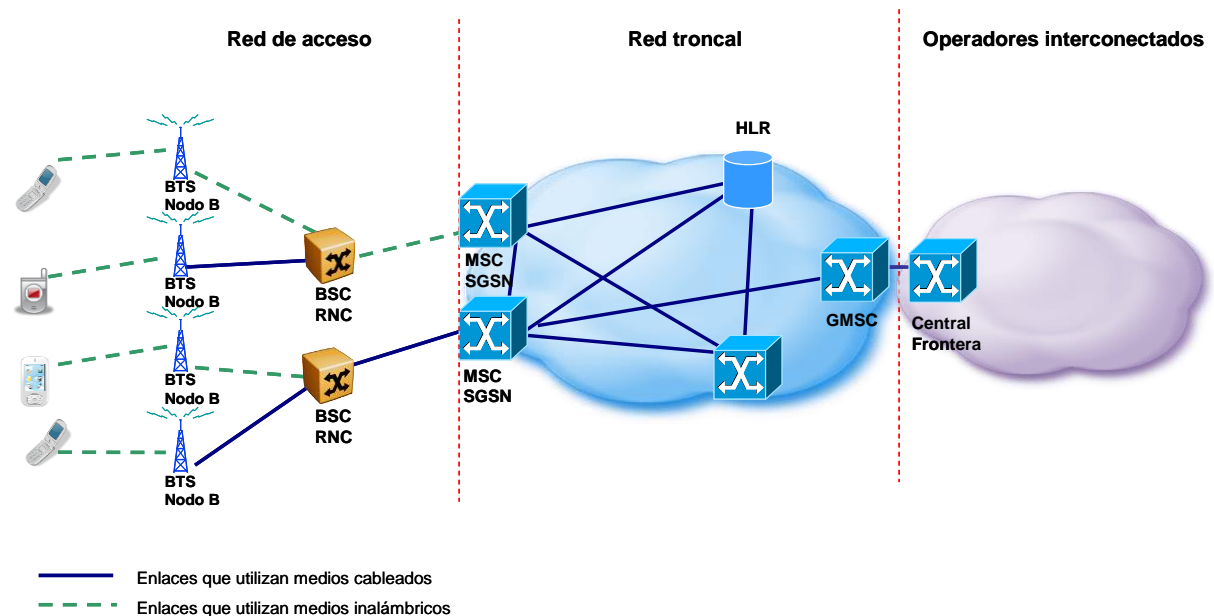 Red de acceso
Red troncal
Operadores interconectados
HLR
BTS
Nodo B
BTS
Nodo B
BSC
RNC
MSC
SGSN
GMSC
Central
Frontera
BTS
Nodo B
MSC
SGSN
BSC
RNC
BTS
Nodo B
Enlaces que utilizan medios cableados
Enlaces que utilizan medios inalámbricos